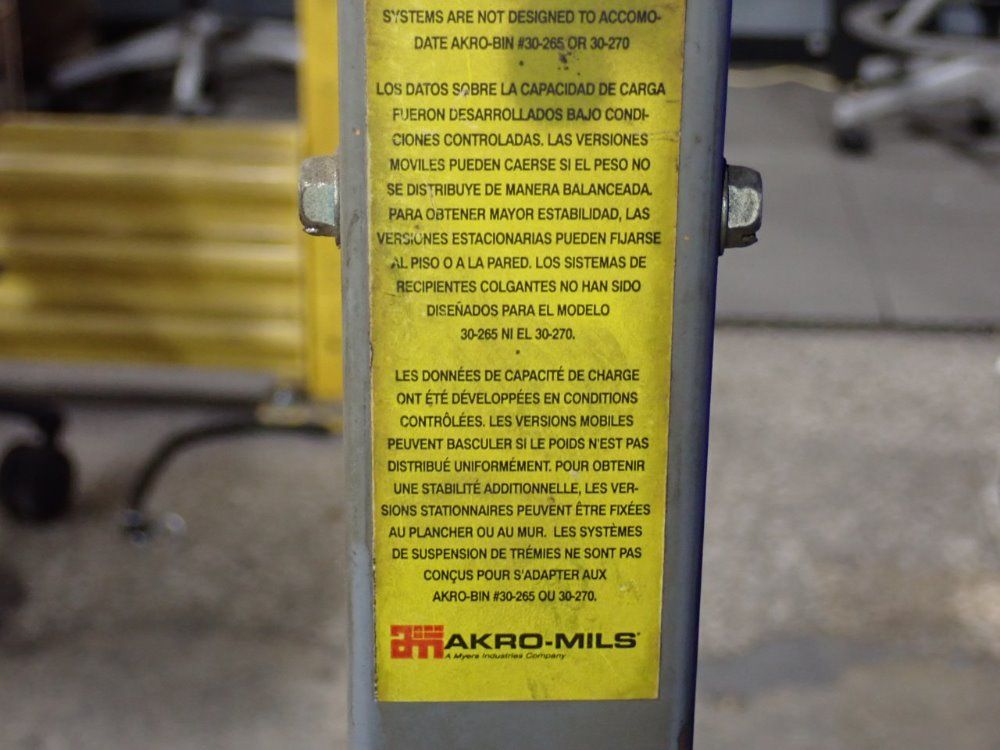 SYSTEMS ARE NOT DESIGNED TO ACCOMO-
DATE AKRO-BIN #30-265 OR 30-270
LOS DATOS SOBRE LA CAPACIDAD DE CARGA
FUERON DESARROLLADOS BAJO CONDI-
CIONES CONTROLADAS. LAS VERSIONES
MOVILES PUEDEN CAERSE SI EL PESO NO
SE DISTRIBUYE DE MANERA BALANCEADA.
PARA OBTENER MAYOR ESTABILIDAD, LAS
VERSIONES ESTACIONARIAS PUEDEN FIJARSE
AL PISO O A LA PARED. LOS SISTEMAS DE
RECIPIENTES COLGANTES NO HAN SIDO
DISEÑADOS PARA EL MODELO
30-265 NI EL 30-270.
LES DONNÉES DE CAPACITÉ DE CHARGE
ONT ÉTÉ DÉVELOPPÉES EN CONDITIONS
CONTRÔLÉES. LES VERSIONS MOBILES
PEUVENT BASCULER SI LE POIDS N'EST PAS
DISTRIBUÉ UNIFORMÉMENT. POUR OBTENIR
UNE STABILITÉ ADDITIONNELLE, LES VER-
SIONS STATIONNAIRES PEUVENT ÊTRE FIXÉES
AU PLANCHER OU AU MUR. LES SYSTÈMES
DE SUSPENSION DE TRÉMIES NE SONT PAS
CONÇUS POUR S'ADAPTER AUX
AKRO-BIN #30-265 OU 30-270.
AKRO-MILS
A Myers Industries Company